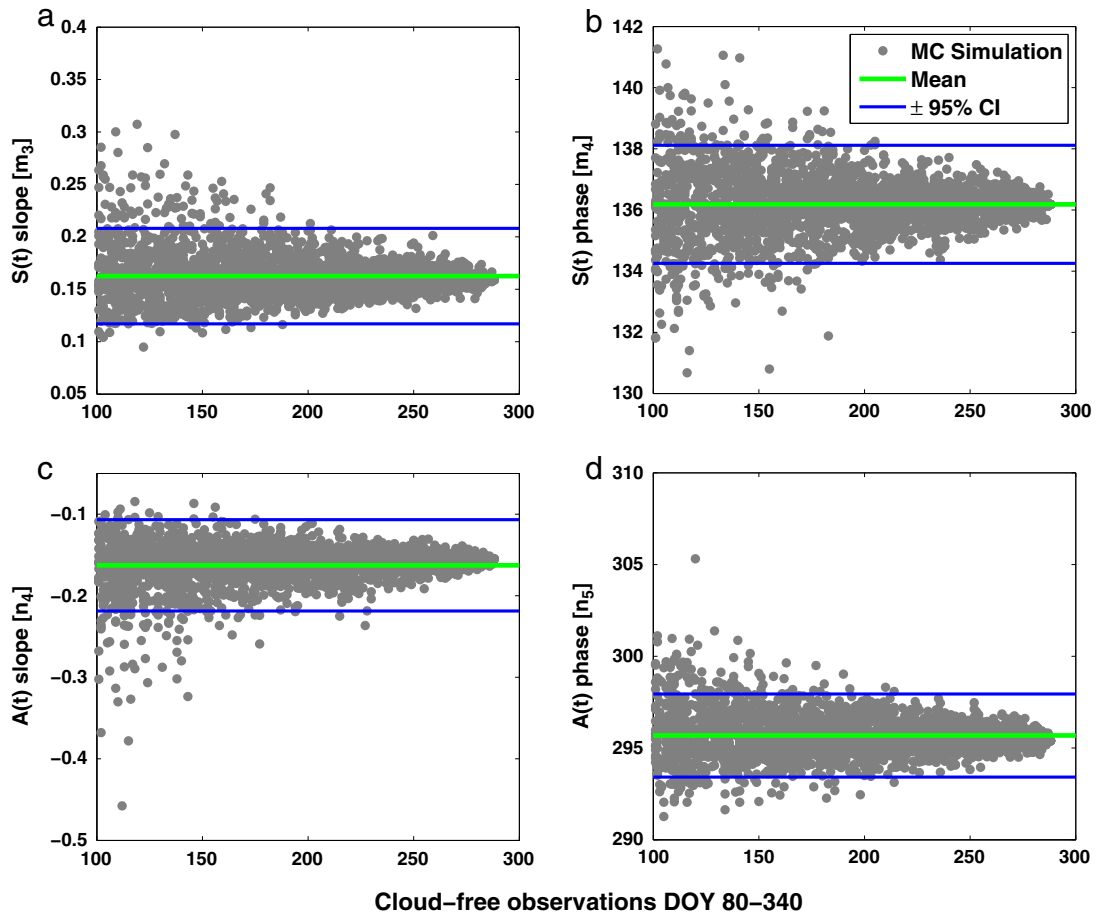 a
0.4
0.35
0.3
0.25
0.2
0.15
0.1
0.05
100 150 200 250 300
S(t) slope [m3]
b
142
140
138
136
134
132
130
100 150 200 250 300
S(t) phase [m4]
MC Simulation
Mean
± 95% CI
c
−0.1
−0.2
−0.3
−0.4
−0.5
100 150 200 250 300
A(t) slope [n4]
d
310
305
300
295
290
100 150 200 250 300
A(t) phase [n5]
Cloud−free observations DOY 80−340